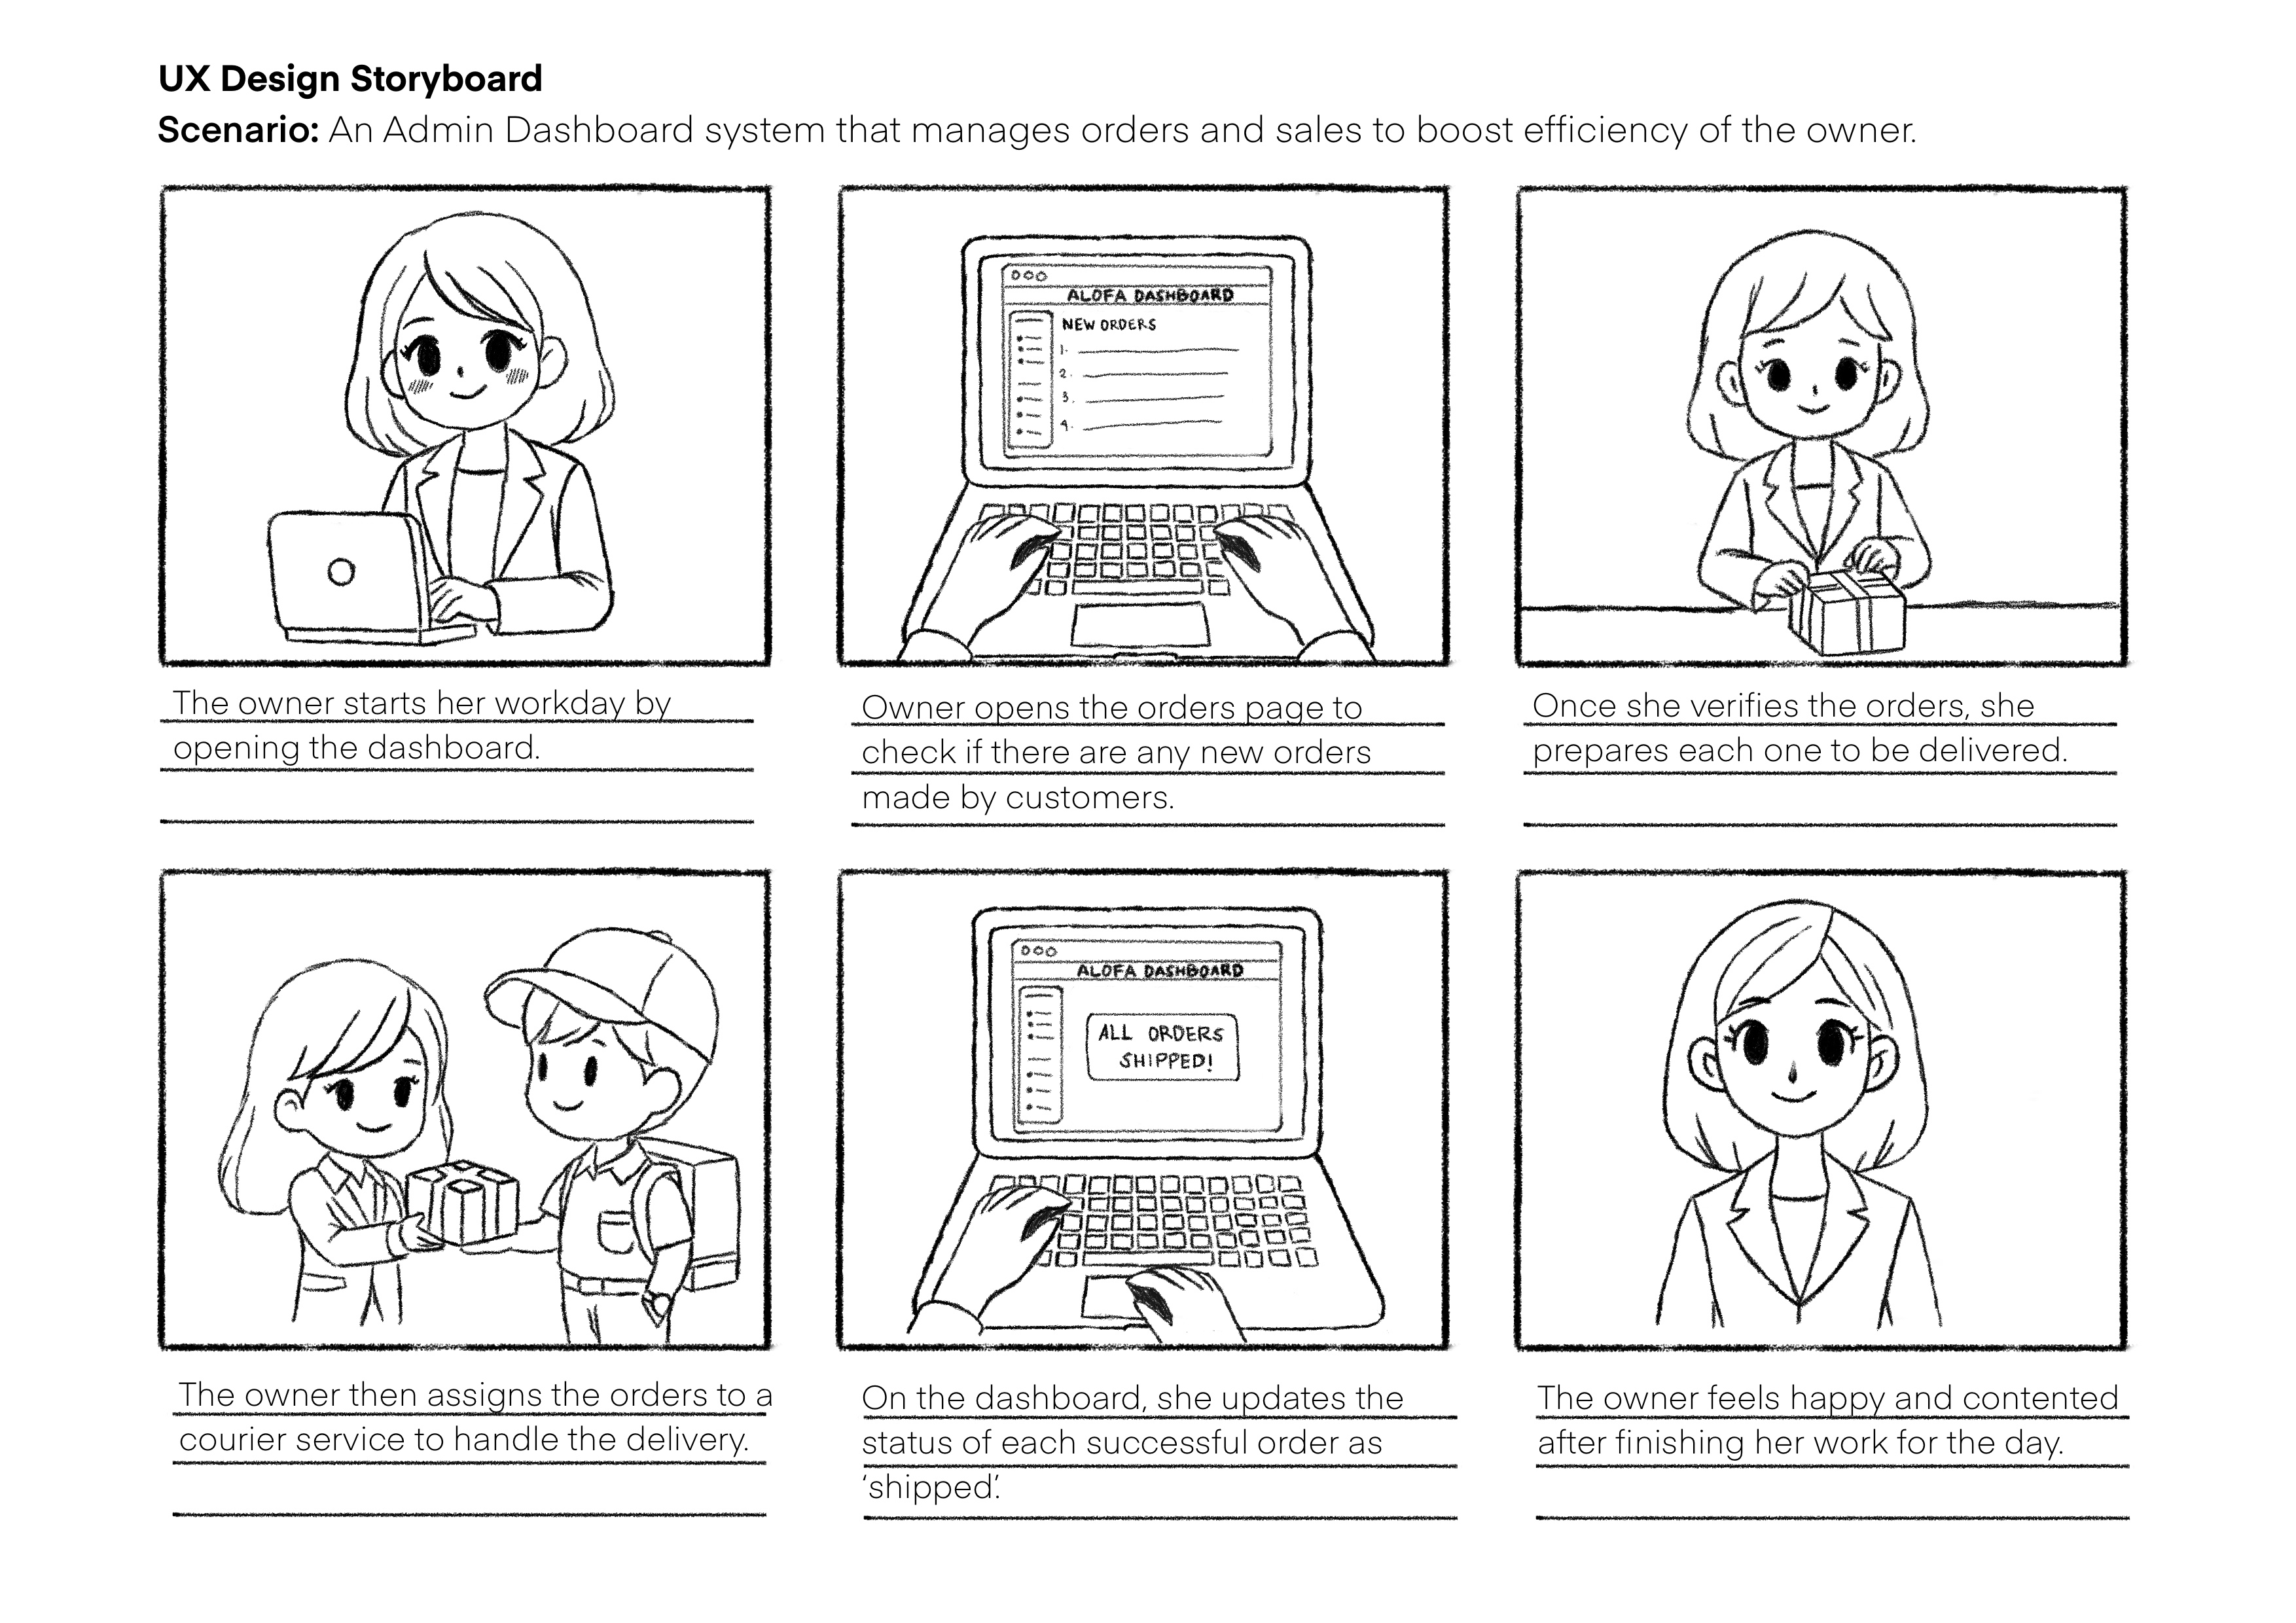 UX Design Storyboard
Scenario: An Admin Dashboard system that manages orders and sales to boost efficiency of the owner.
ALOFA DASHBOARD
NEW ORDERS
1.
2.
3.
4.
The owner starts her workday by
opening the dashboard.
Owner opens the orders page to
check if there are any new orders
made by customers.
Once she verifies the orders, she
prepares each one to be delivered.
ALOFA DASHBOARD
ALL ORDERS
SHIPPED!
The owner then assigns the orders to a
courier service to handle the delivery.
On the dashboard, she updates the
status of each successful order as
‘shipped’.
The owner feels happy and contented
after finishing her work for the day.